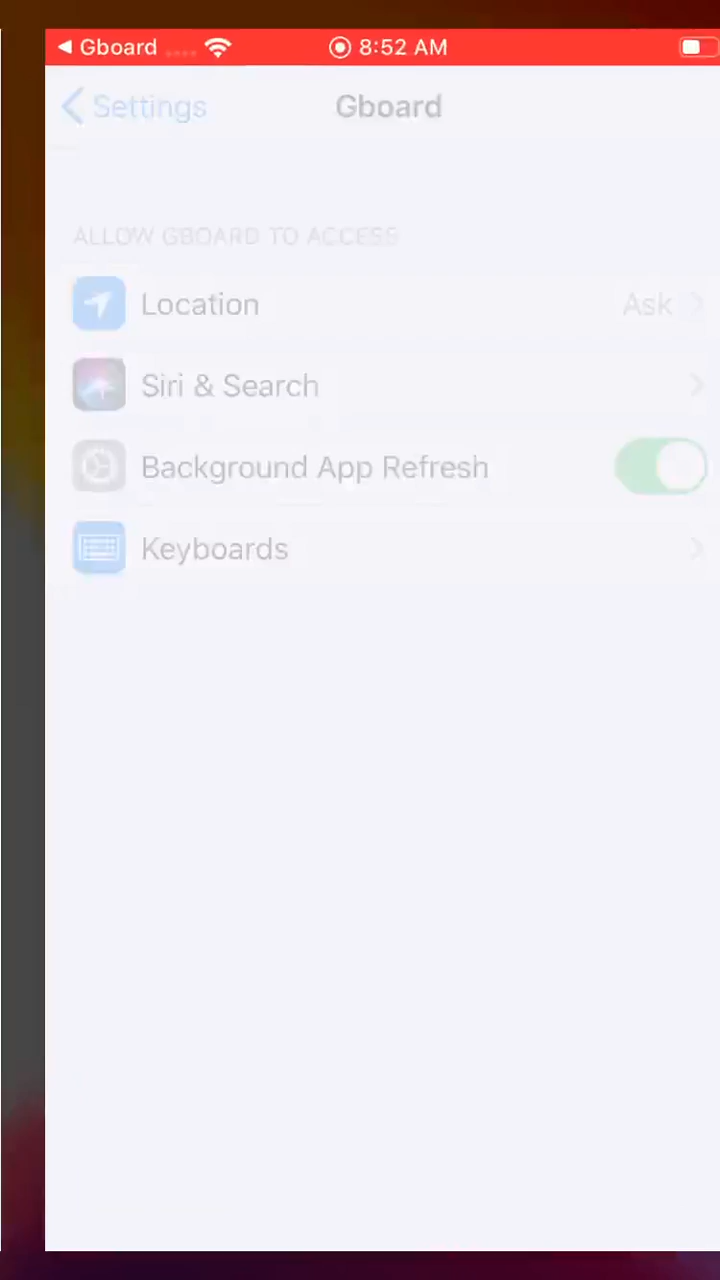 Gboard 8:52 AM
Settings Gboard
ALLOW GBOARD TO ACCESS
Location Ask
Siri & Search
Background App Refresh
Keyboards